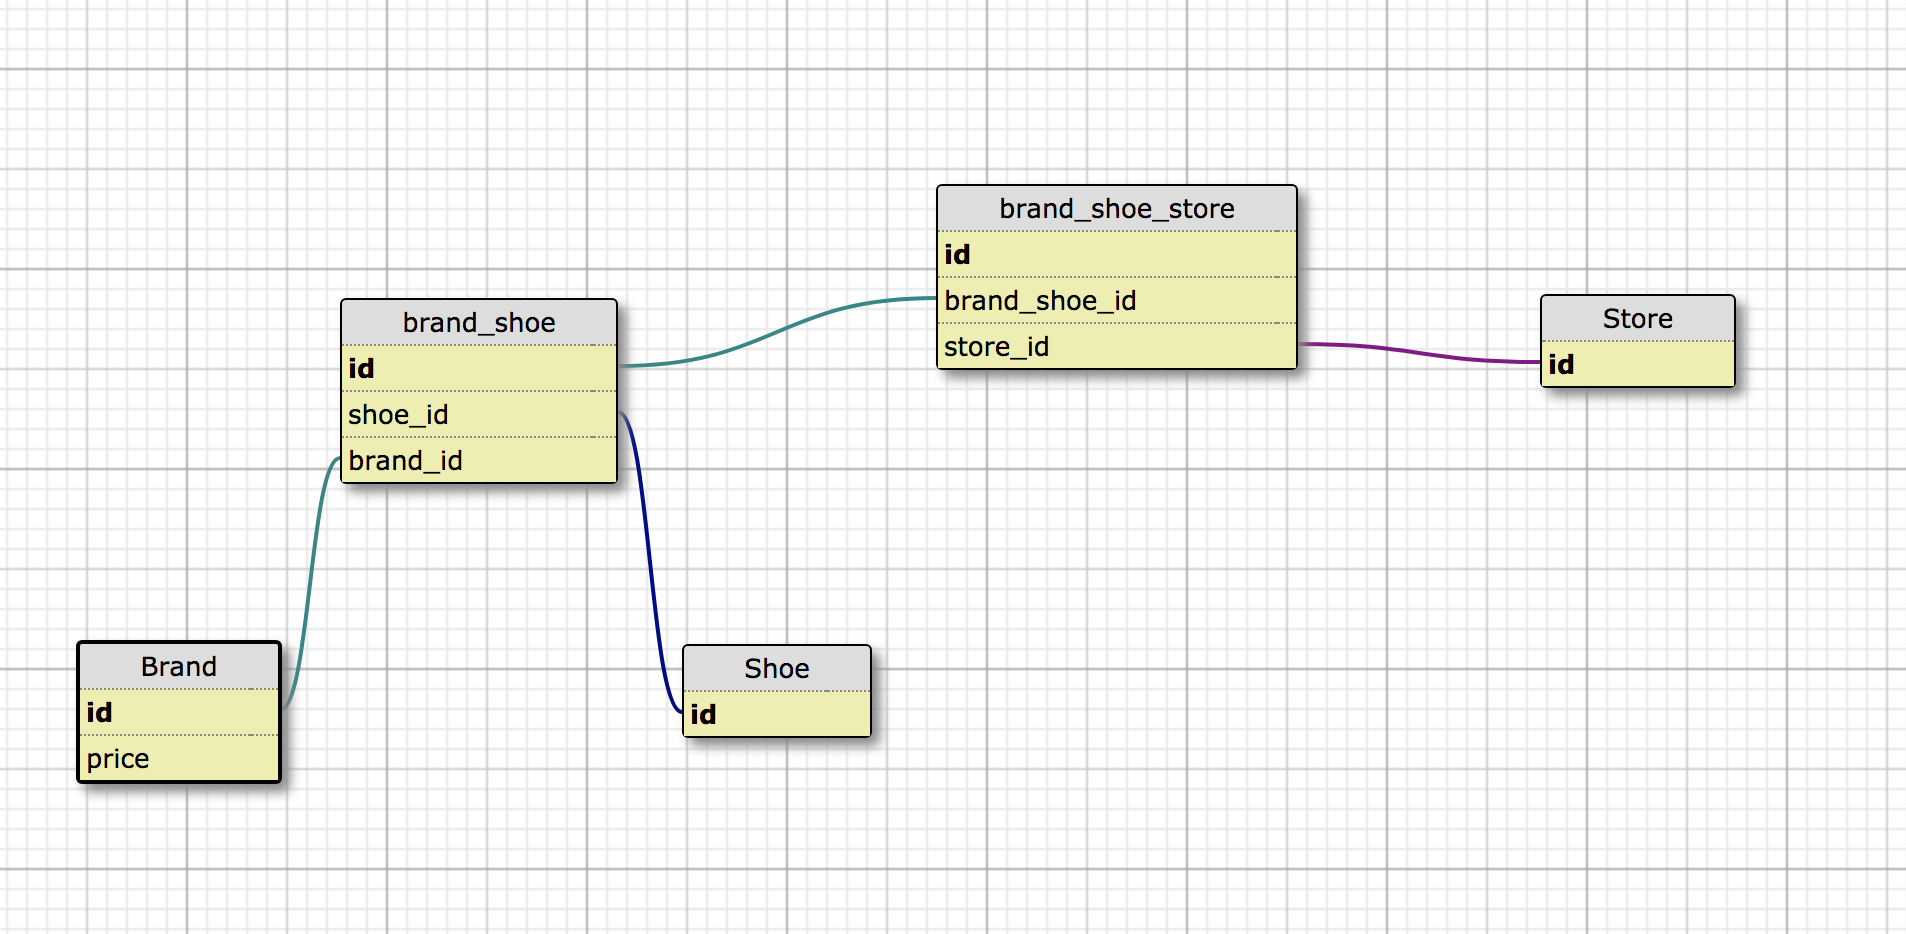 brand_shoe_store
id
brand_shoe_id
store_id
Store
id
brand_shoe
id
shoe_id
brand_id
Brand
id
price
Shoe
id